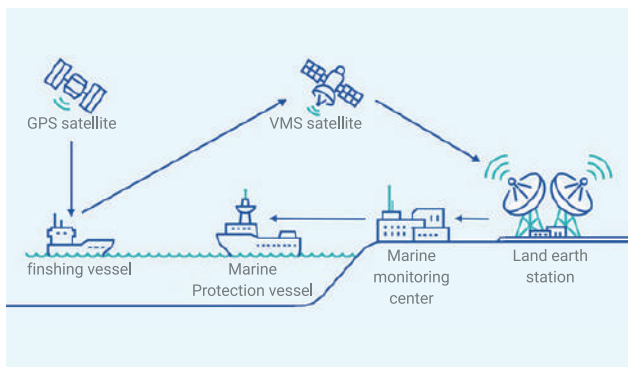 GPS satellite
VMS satellite
finshing vessel
Marine
Protection vessel
Marine
monitoring
center
Land earth
station